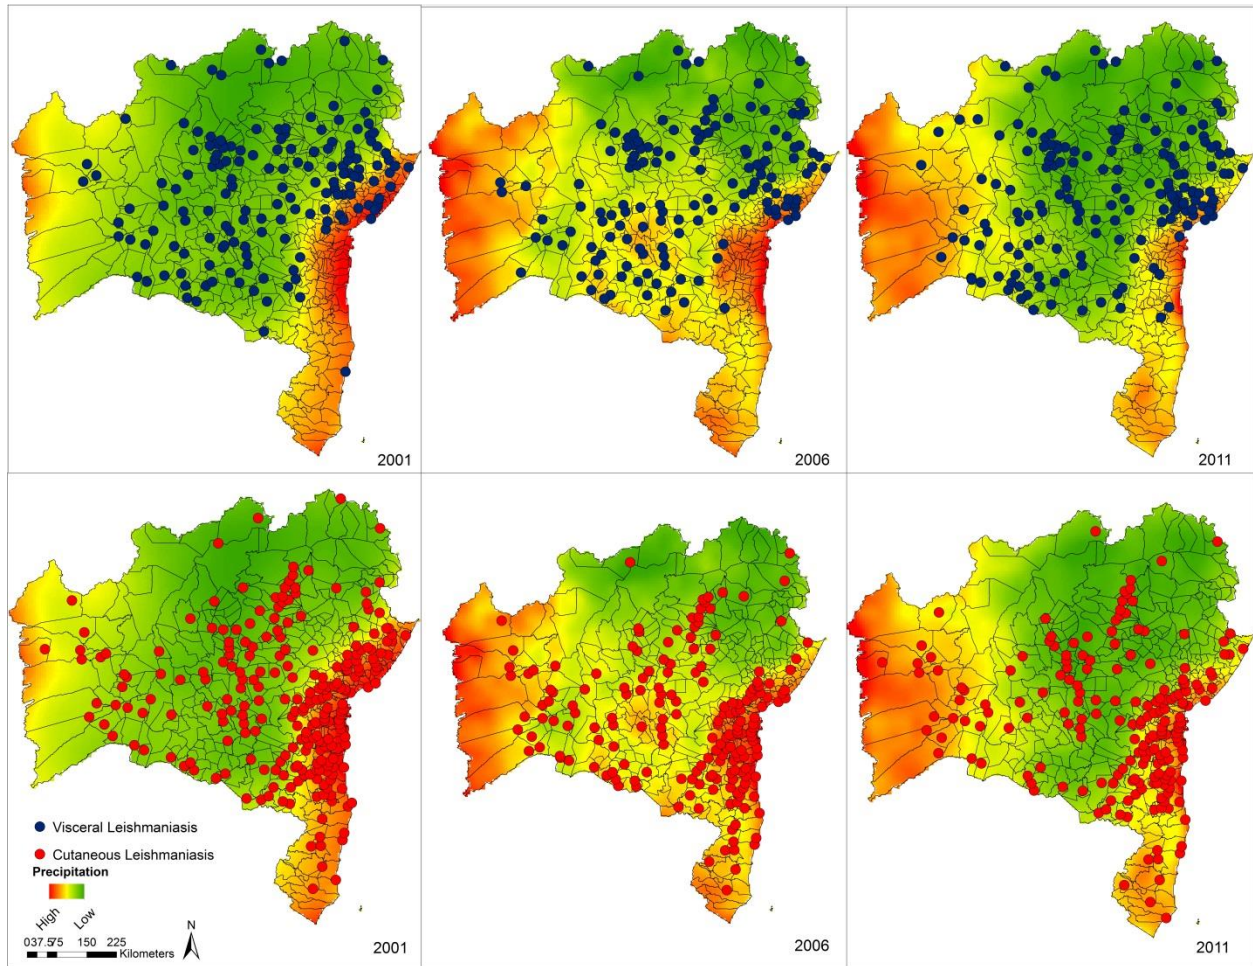 2001
2006
2011
Visceral Leishmaniasis
Cutaneous Leishmaniasis
Precipitation
High Low
N
037.575 150 225
Kilometers
2001
2006
2011